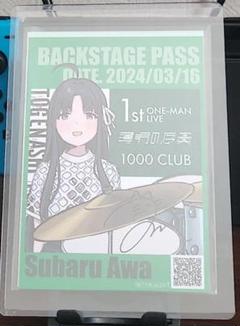 BACKSTAGE PASS
DATE. 2024/03/16
1st ONE-MAN
LIVE
1000 CLUB
Subaru Awa